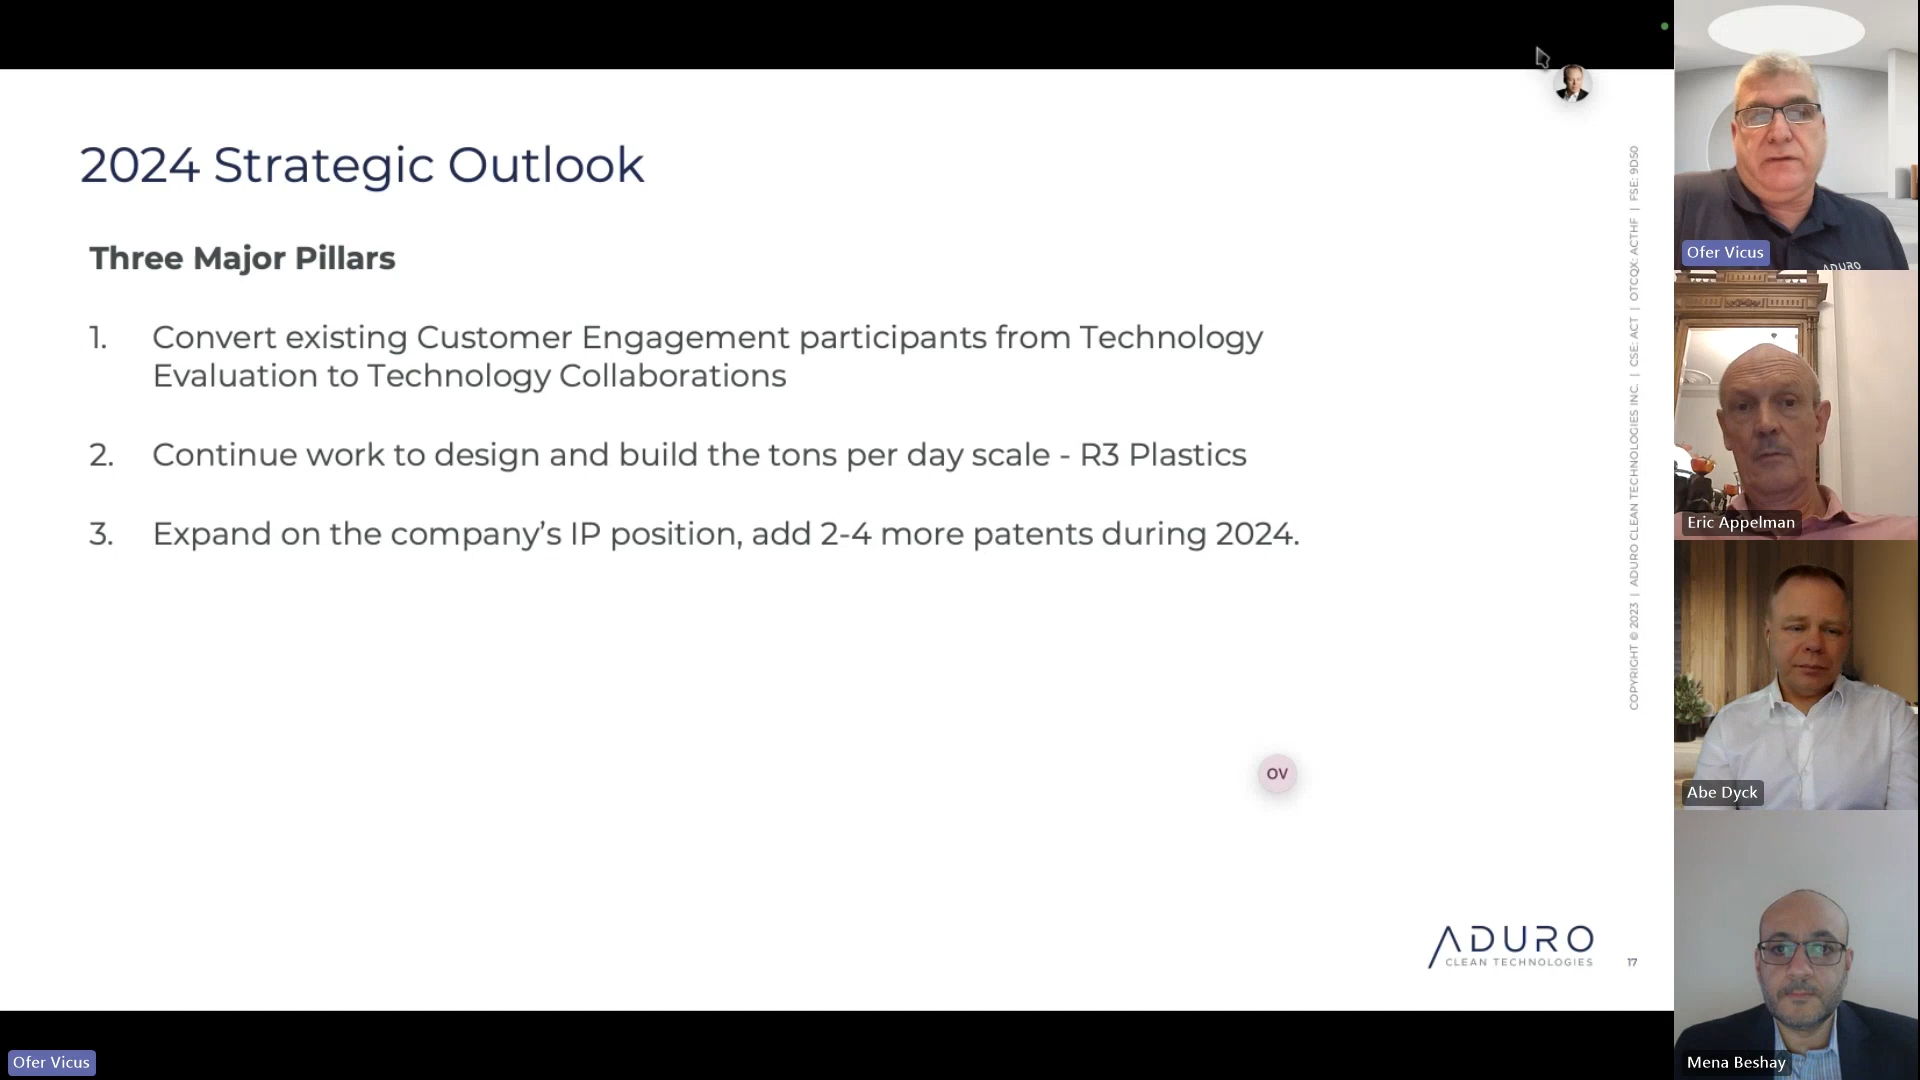 2024 Strategic Outlook
Three Major Pillars
1. Convert existing Customer Engagement participants from Technology
Evaluation to Technology Collaborations
2. Continue work to design and build the tons per day scale - R3 Plastics
3. Expand on the company’s IP position, add 2-4 more patents during 2024.
OV
ADURO
CLEAN TECHNOLOGIES
17
COPYRIGHT © 2023 | ADURO CLEAN TECHNOLOGIES INC. | CSE: ACT | OTCQX: ACTHF | FSE: 9D50
Ofer Vicus
ADURO
Ofer Vicus
Eric Appelman
Abe Dyck
Mena Beshay